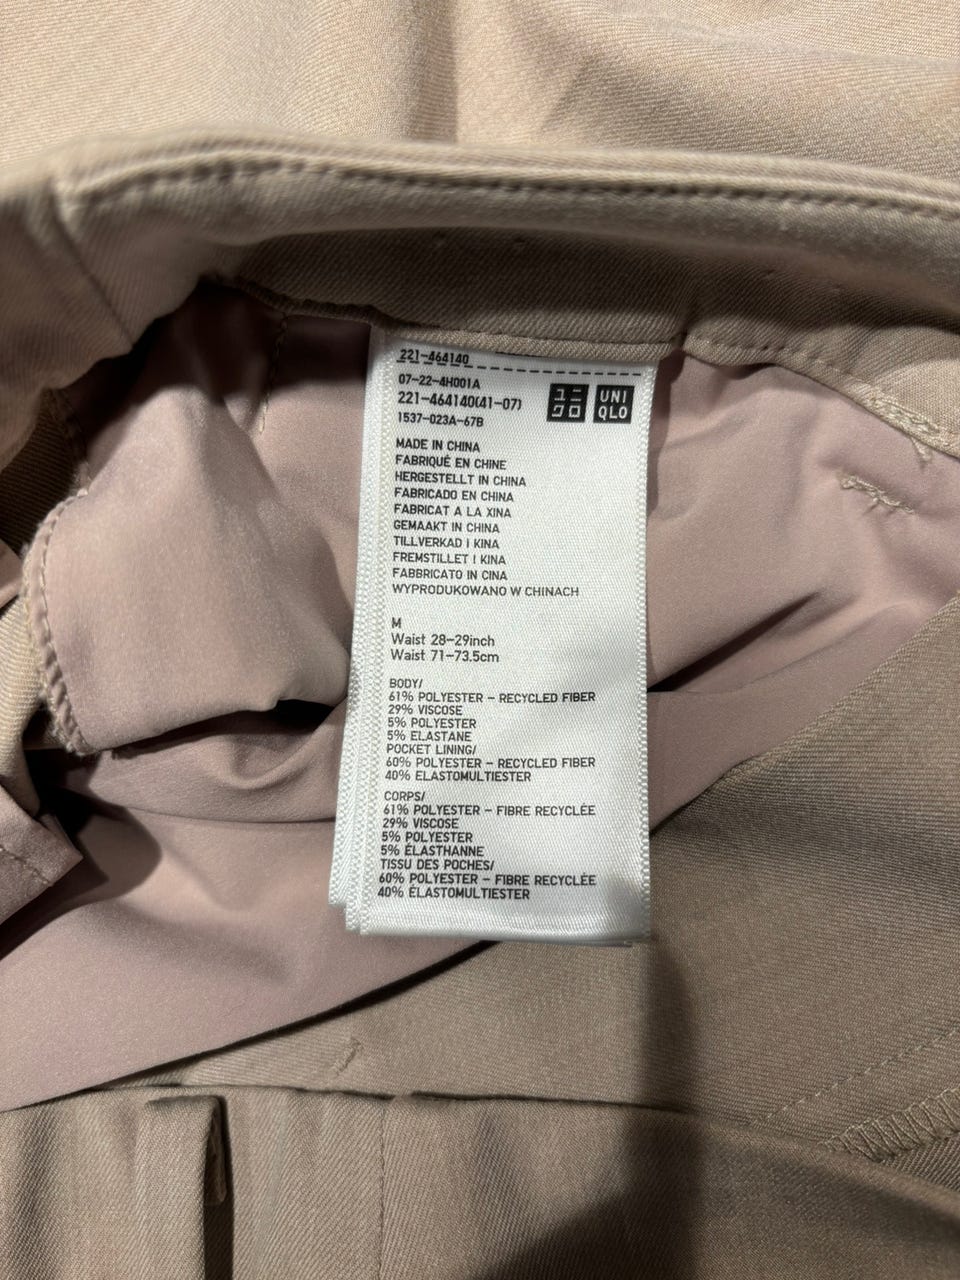 221-464140
07-22-4H001A
221-464140(41-07)
1537-023A-67B
ユニ
クロ
UNI
QLO
MADE IN CHINA
FABRIQUÉ EN CHINE
HERGESTELLT IN CHINA
FABRICADO EN CHINA
FABRICAT A LA XINA
GEMAAKT IN CHINA
TILLVERKAD I KINA
FREMSTILLET I KINA
FABBRICATO IN CINA
WYPRODUKOWANO W CHINACH
M
Waist 28-29inch
Waist 71-73.5cm
BODY/
61% POLYESTER – RECYCLED FIBER
29% VISCOSE
5% POLYESTER
5% ELASTANE
POCKET LINING/
60% POLYESTER – RECYCLED FIBER
40% ELASTOMULTIESTER
CORPS/
61% POLYESTER – FIBRE RECYCLÉE
29% VISCOSE
5% POLYESTER
5% ÉLASTHANNE
TISSU DES POCHES/
60% POLYESTER – FIBRE RECYCLÉE
40% ÉLASTOMULTIESTER